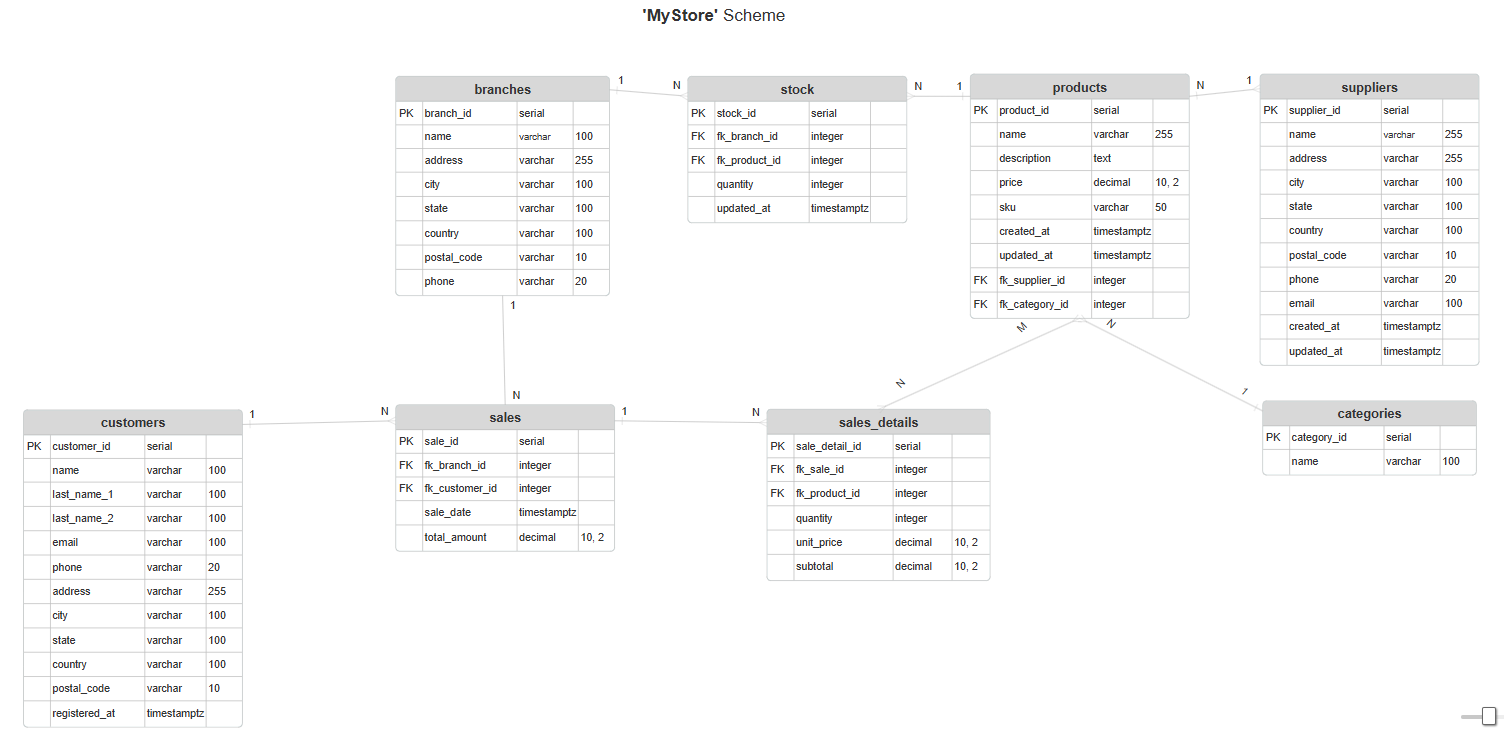 'MyStore' Scheme
branches
PK branch_id serial
name varchar 100
address varchar 255
city varchar 100
state varchar 100
country varchar 100
postal_code varchar 10
phone varchar 20
1
N
stock
PK stock_id serial
FK fk_branch_id integer
FK fk_product_id integer
quantity integer
updated_at timestamptz
N
1
products
PK product_id serial
name varchar 255
description text
price decimal 10, 2
sku varchar 50
created_at timestamptz
updated_at timestamptz
FK fk_supplier_id integer
FK fk_category_id integer
N
1
suppliers
PK supplier_id serial
name varchar 255
address varchar 255
city varchar 100
state varchar 100
country varchar 100
postal_code varchar 10
phone varchar 20
email varchar 100
created_at timestamptz
updated_at timestamptz
1
N
M
N
N
1
customers
PK customer_id serial
name varchar 100
last_name_1 varchar 100
last_name_2 varchar 100
email varchar 100
phone varchar 20
address varchar 255
city varchar 100
state varchar 100
country varchar 100
postal_code varchar 10
registered_at timestamptz
1
N
sales
PK sale_id serial
FK fk_branch_id integer
FK fk_customer_id integer
sale_date timestamptz
total_amount decimal 10, 2
1
N
sales_details
PK sale_detail_id serial
FK fk_sale_id integer
FK fk_product_id integer
quantity integer
unit_price decimal 10, 2
subtotal decimal 10, 2
categories
PK category_id serial
name varchar 100